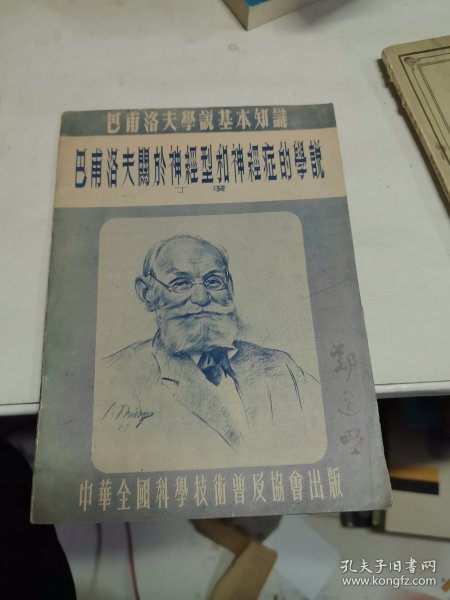 巴甫洛夫學說基本知識
巴甫洛夫關於神經型和神經症的學說
丁瓚
中華全國科學技術普及協會出版
孔夫子旧书网
www.kongfz.com